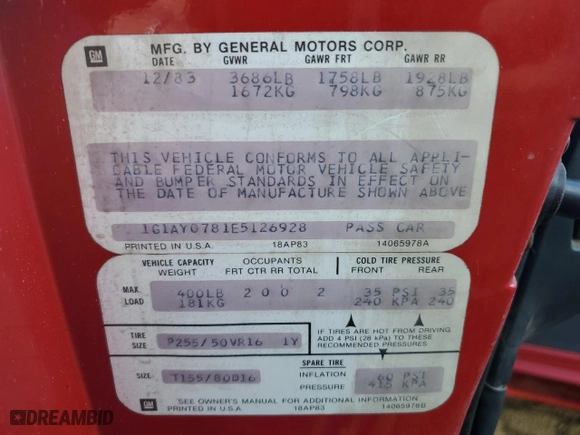 GM
MFG. BY GENERAL MOTORS CORP.
DATE GVWR GAWR FRT GAWR RR
12/83 3686LB 1758LB 1928LB
1672KG 798KG 875KG
THIS VEHICLE CONFORMS TO ALL APPLI-
CABLE FEDERAL MOTOR VEHICLE SAFETY
AND BUMPER STANDARDS IN EFFECT ON
THE DATE OF MANUFACTURE SHOWN ABOVE
1G1AY0781E5126928 PASS CAR
PRINTED IN U.S.A. 18AP83 14065978A
VEHICLE CAPACITY OCCUPANTS COLD TIRE PRESSURE
WEIGHT FRT CTR RR TOTAL FRONT REAR
MAX. 400LB 2 0 0 2 35 PSI 35
LOAD 181KG 240 KPA 240
TIRE SIZE P255/50VR16 1Y
IF TIRES ARE HOT FROM DRIVING
ADD 4 PSI (28 kPa) TO THESE
RECOMMENDED PRESSURES
SPARE TIRE
SIZE T155/80D16 INFLATION 60 PSI
PRESSURE 415 KPA
SEE OWNER'S MANUAL FOR ADDITIONAL INFORMATION
GM PRINTED IN U.S.A 18AP83 14065978B
DREAMBID